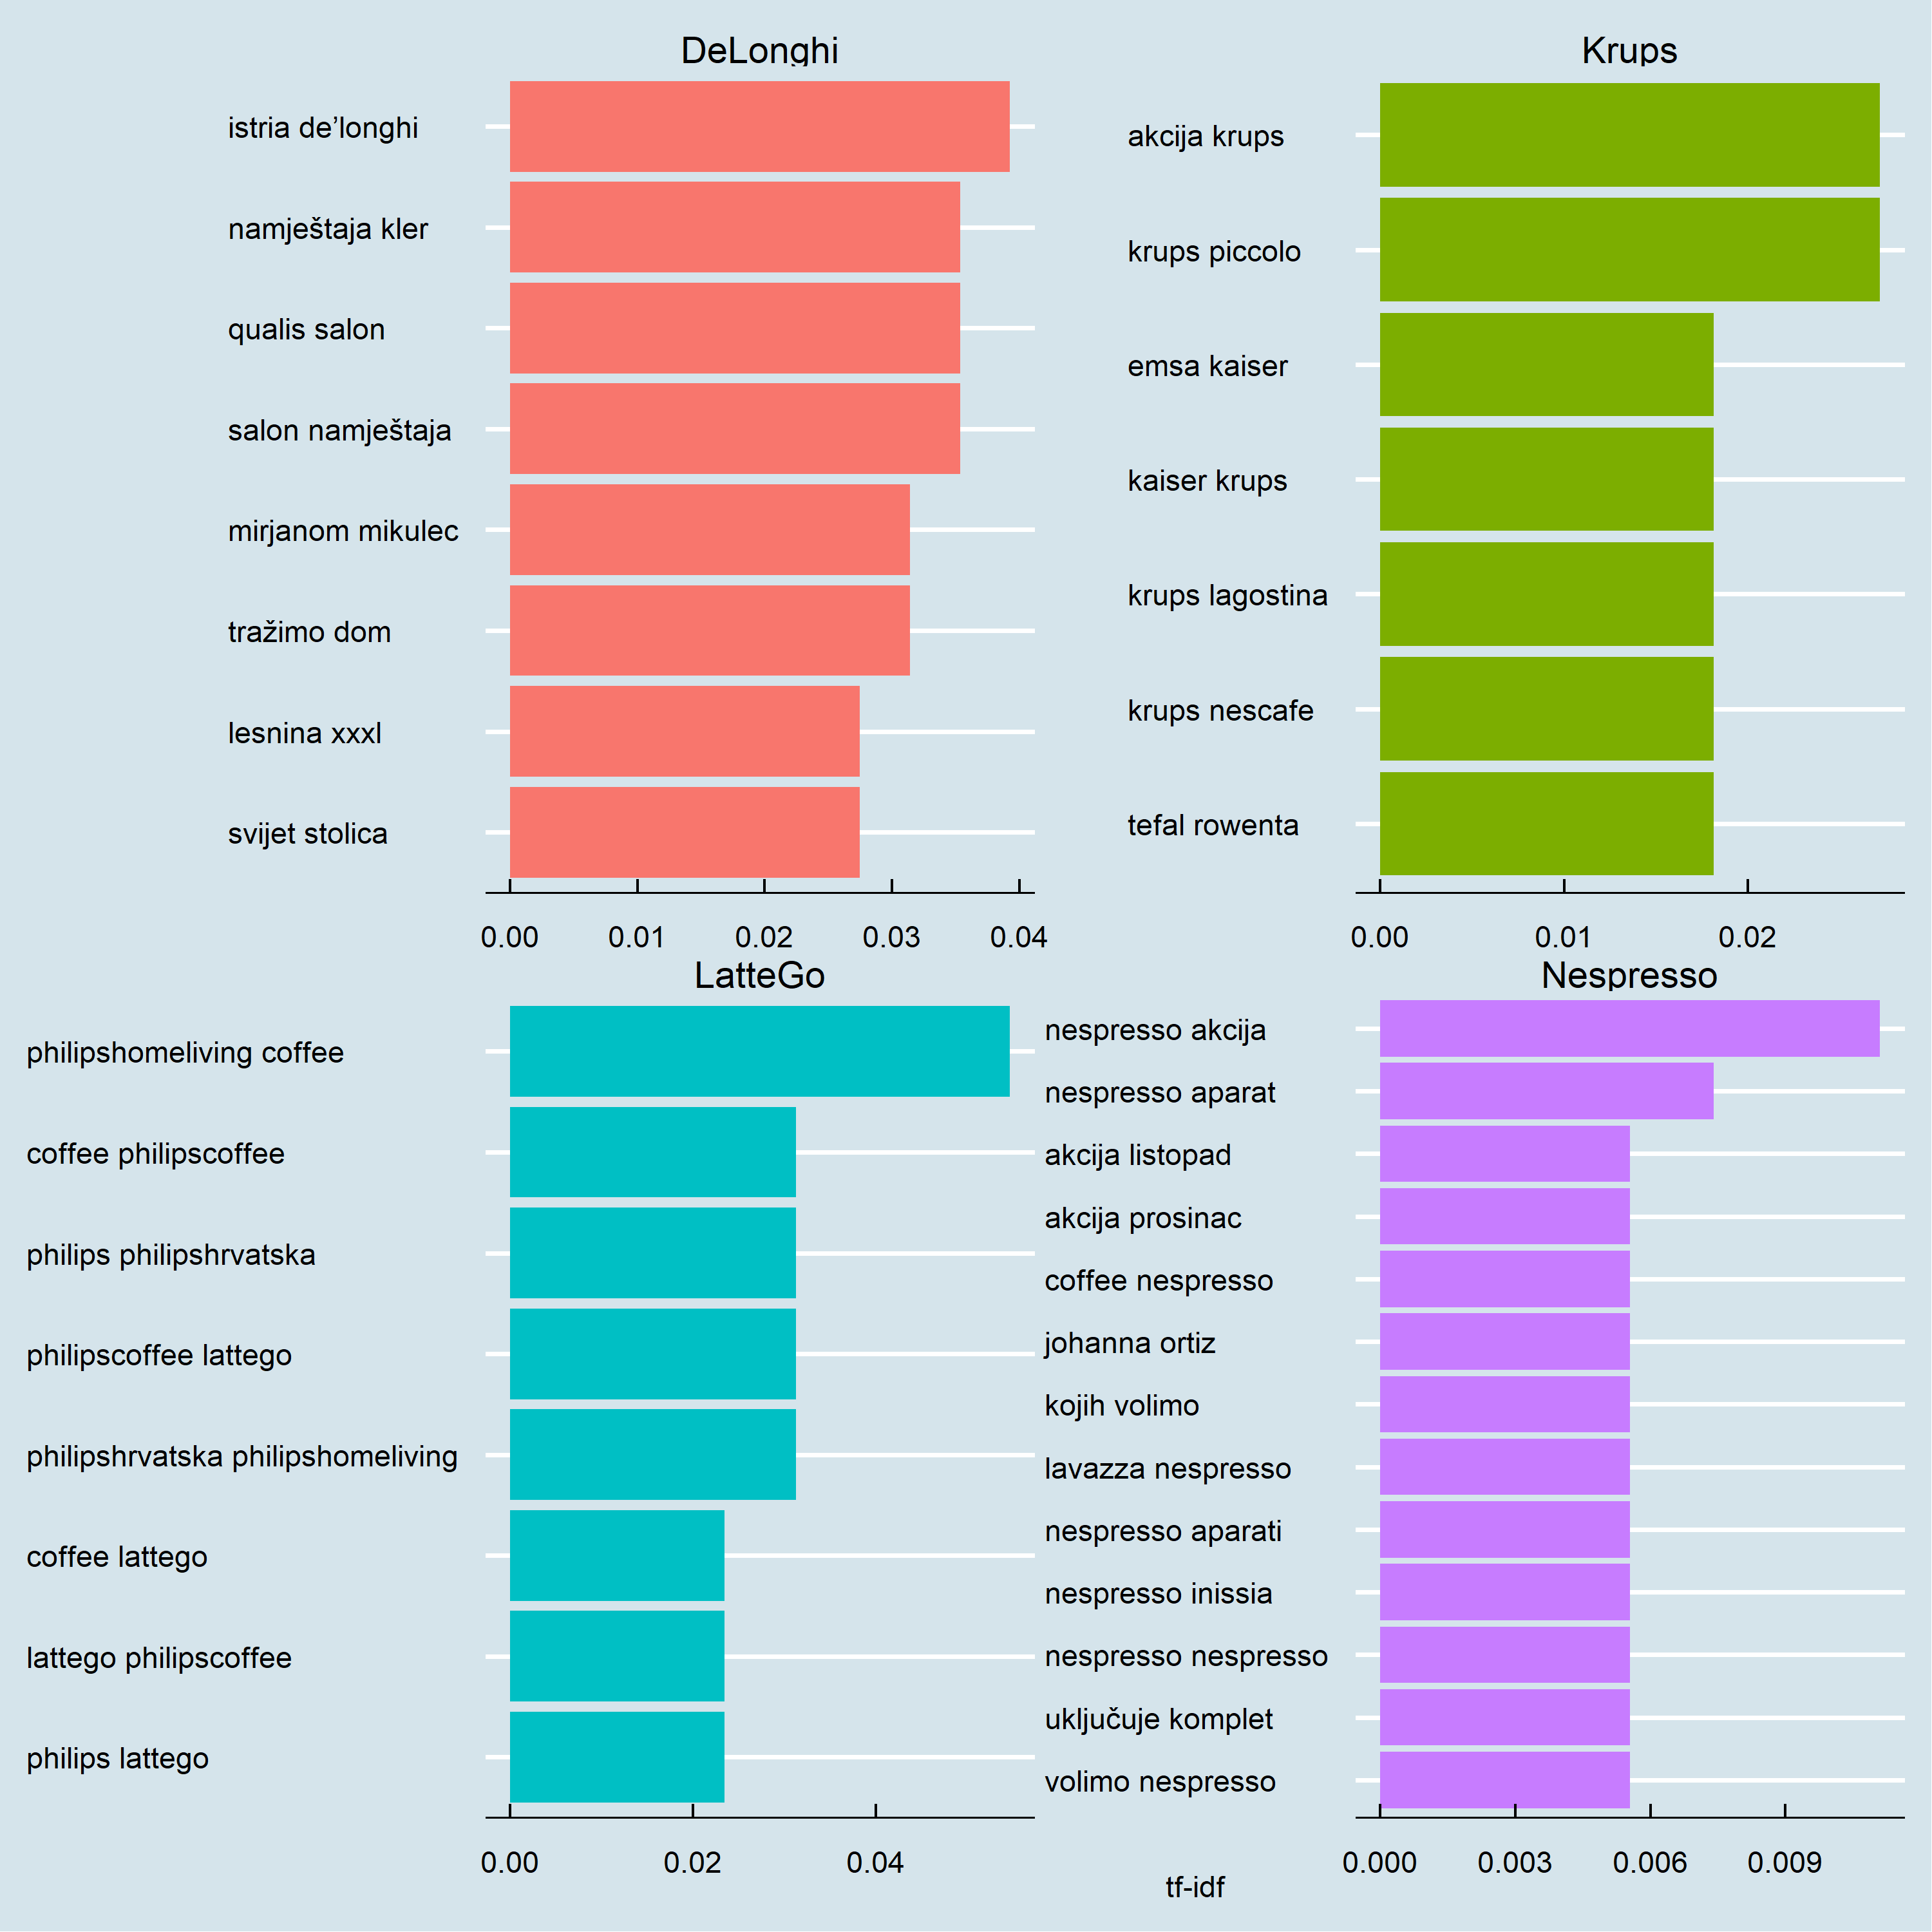 DeLonghi
istria de’longhi
namještaja kler
qualis salon
salon namještaja
mirjanom mikulec
tražimo dom
lesnina xxxl
svijet stolica
0.00 0.01 0.02 0.03 0.04
Krups
akcija krups
krups piccolo
emsa kaiser
kaiser krups
krups lagostina
krups nescafe
tefal rowenta
0.00 0.01 0.02
LatteGo
philipshomeliving coffee
coffee philipscoffee
philips philipshrvatska
philipscoffee lattego
philipshrvatska philipshomeliving
coffee lattego
lattego philipscoffee
philips lattego
0.00 0.02 0.04
Nespresso
nespresso akcija
nespresso aparat
akcija listopad
akcija prosinac
coffee nespresso
johanna ortiz
kojih volimo
lavazza nespresso
nespresso aparati
nespresso inissia
nespresso nespresso
uključuje komplet
volimo nespresso
0.000 0.003 0.006 0.009
tf-idf